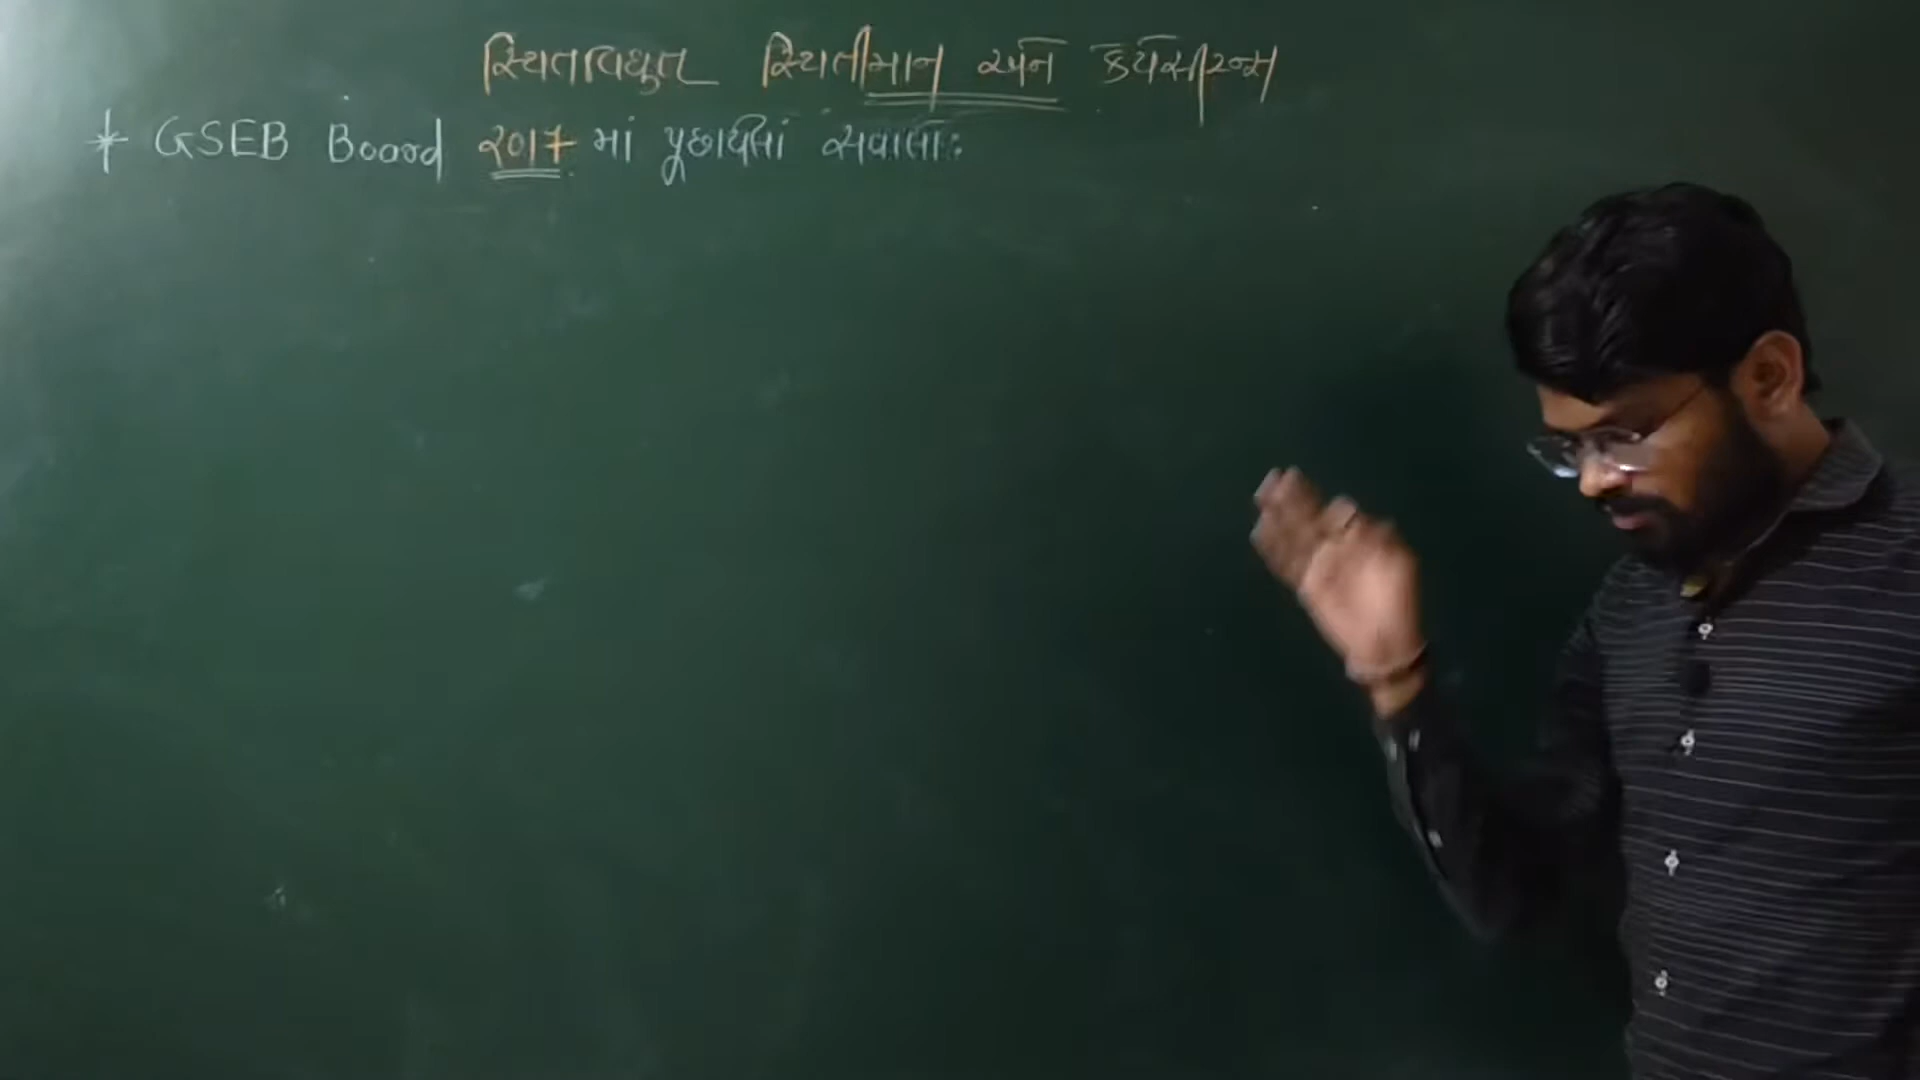 સ્થિતવિદ્યુત સ્થિતીમાન અને કેપેસીટન્સ
* GSEB Board 2017 માં પુછાયેલાં સવાલો: